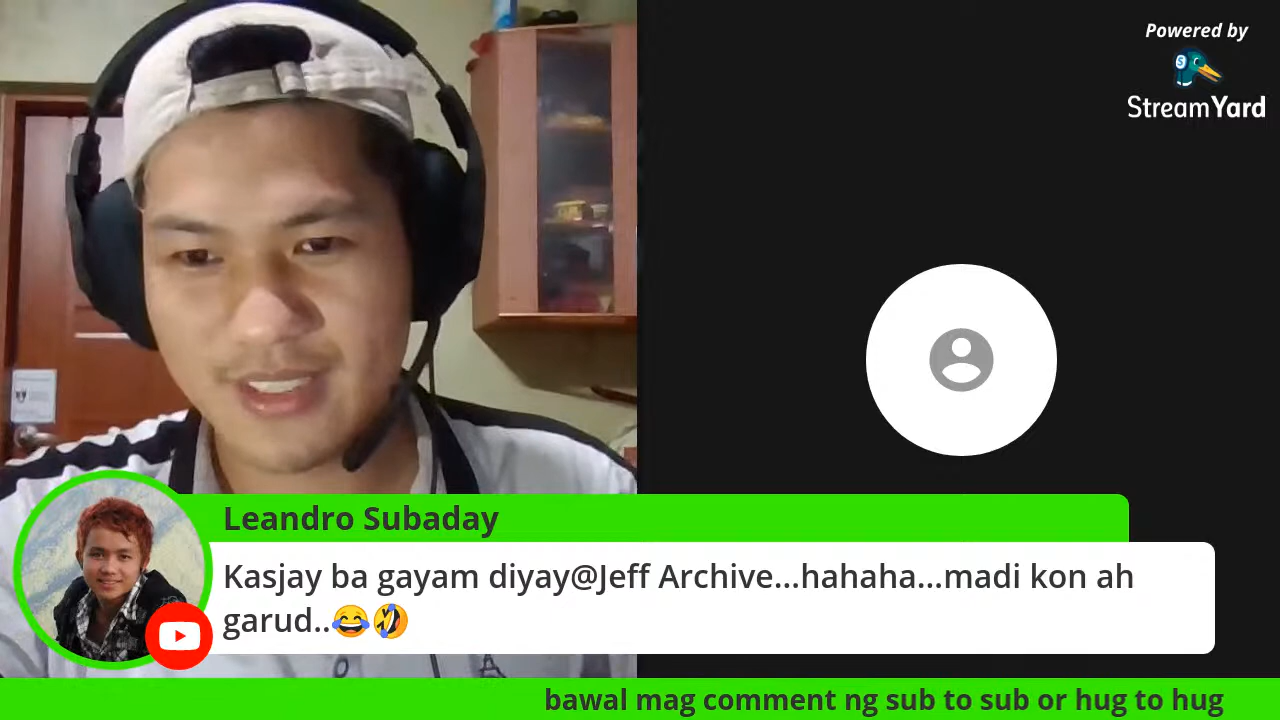 Powered by
StreamYard
Leandro Subaday
Kasjay ba gayam diyay@Jeff Archive...hahaha...madi kon ah
garud..😂🤣
bawal mag comment ng sub to sub or hug to hug